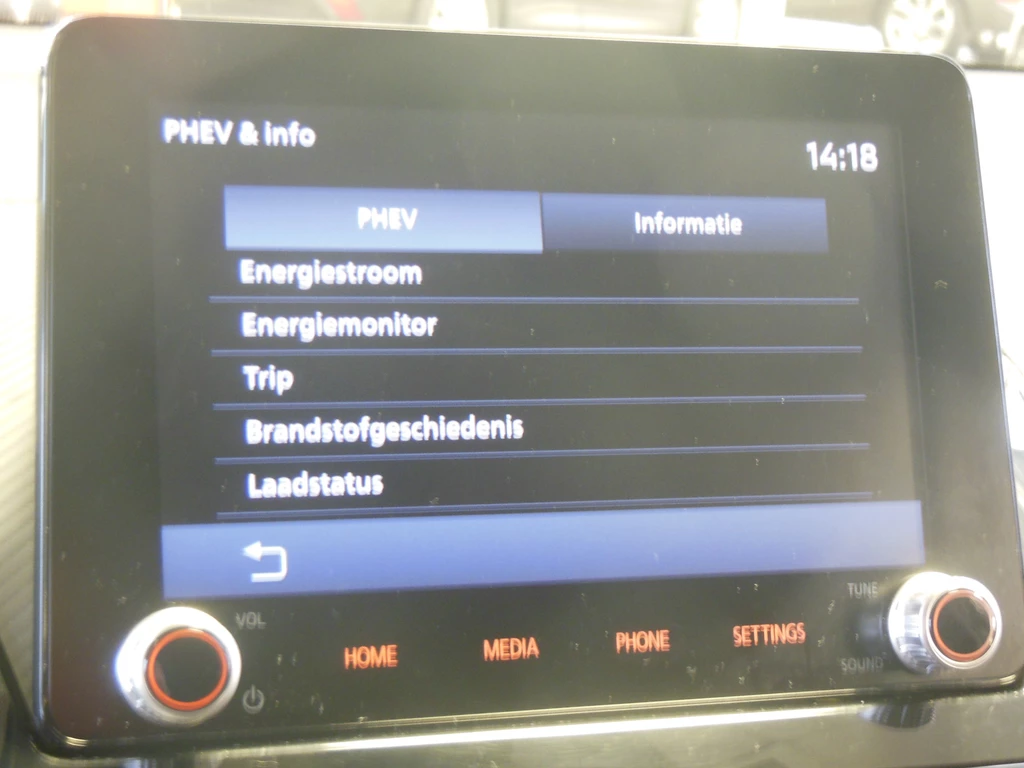 PHEV & info
14:18
PHEV
Informatie
Energiestroom
Energiemonitor
Trip
Brandstofgeschiedenis
Laadstatus
VOL
HOME
MEDIA
PHONE
SETTINGS
TUNE
SOUND